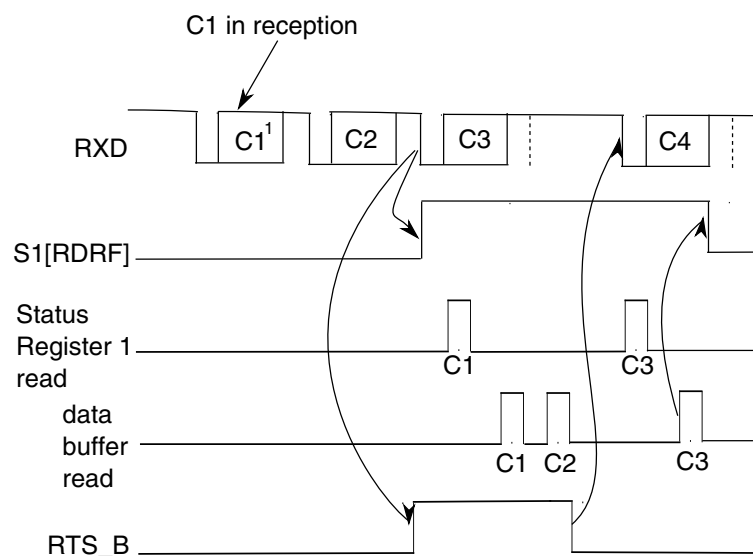 C1 in reception
RXD
C1¹
C2
C3
C4
S1[RDRF]
Status
Register 1
read
C1
C3
data
buffer
read
C1
C2
C3
RTS_B